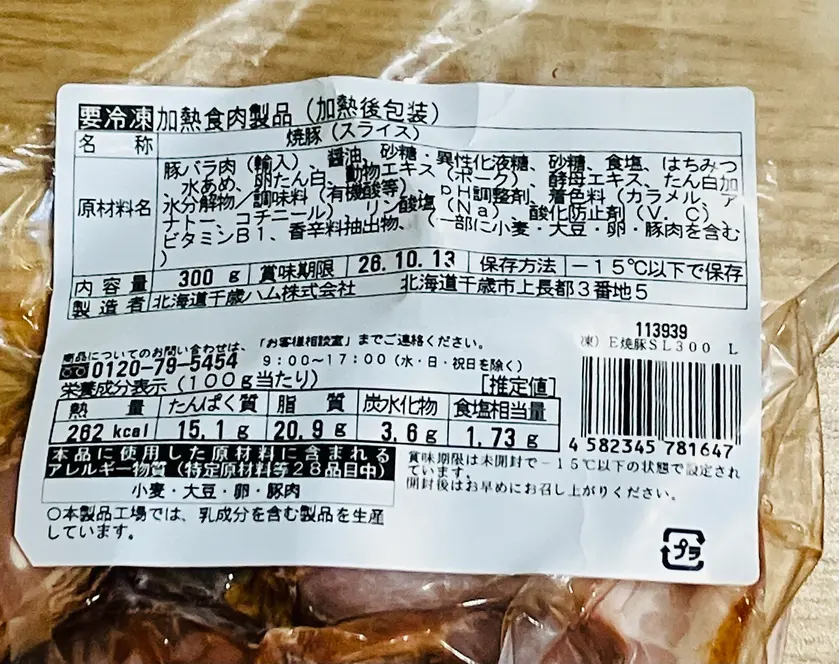 要冷凍 加熱食肉製品（加熱後包装）
名称 焼豚（スライス）
原材料名 豚バラ肉（輸入）、醤油、砂糖・異性化液糖、砂糖、食塩、はちみつ
、水あめ、卵たん白、動物エキス（ポーク）、酵母エキス、たん白加
水分解物／調味料（有機酸等）、ｐＨ調整剤、着色料（カラメル、ア
ナトー、コチニール）、リン酸塩（Ｎａ）、酸化防止剤（Ｖ．Ｃ）、
ビタミンＢ１、香辛料抽出物、（一部に小麦・大豆・卵・豚肉を含む
）
内容量 300 g 賞味期限 26.10.13 保存方法 －１５℃以下で保存
製造者 北海道千歳ハム株式会社 北海道千歳市上長都３番地５
商品についてのお問い合わせは、「お客様相談室」までご連絡ください。
0120-79-5454 9：00～17：00（水・日・祝日を除く）
113939
凍）Ｅ焼豚ＳＬ３００ Ｌ
栄養成分表示（１００ｇ当たり） [推定値]
熱量 たんぱく質 脂質 炭水化物 食塩相当量
262 kcal 15.1 g 20.9 g 3.6 g 1.73 g
4 582345 781647
本品に使用した原材料に含まれる
アレルギー物質（特定原材料等２８品目中）
小麦・大豆・卵・豚肉
賞味期限は未開封で－１５℃以下の状態で設定され
ています。
開封後はお早めにお召し上がりください。
○本製品工場では、乳成分を含む製品を生産
しています。
プラ